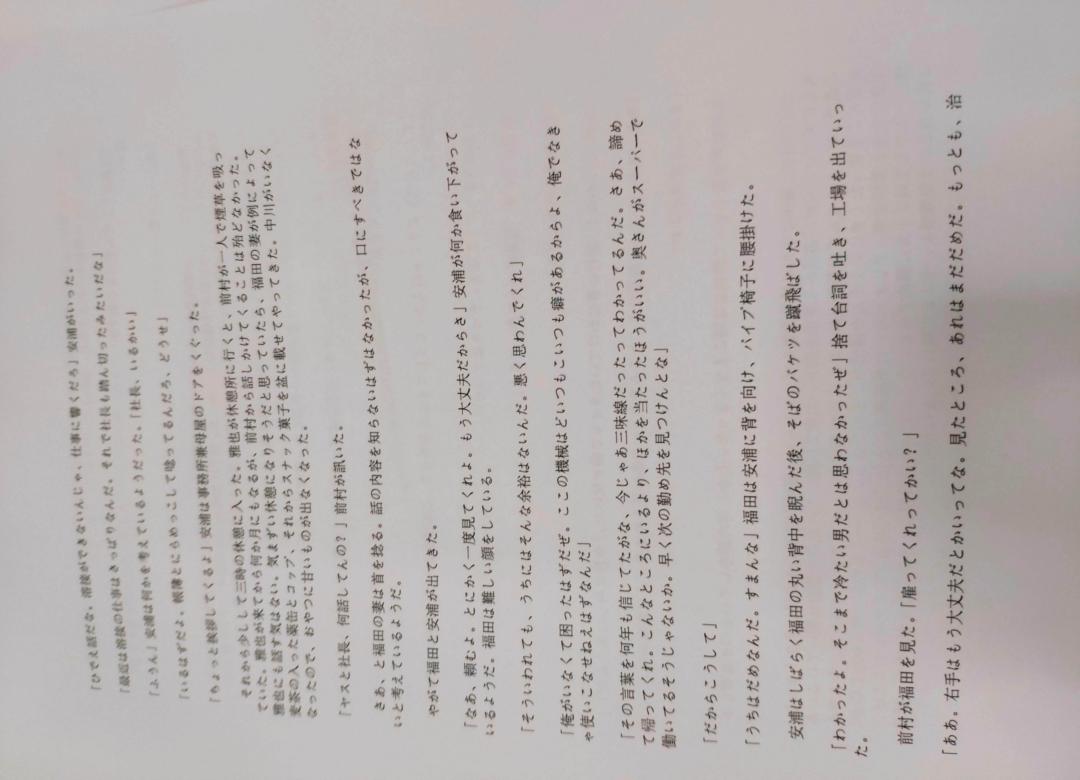 「ひでえ話だな。溶接ができないんじゃ、仕事に響くだろ」安浦がいった。
「最近は溶接の仕事はさっぱりなんだ。それで社長も踏ん切ったみたいだな」
「ふうん」安浦は何かを考えているようだった。「社長、いるかい」
「いるはずだよ、帳簿とにらめっこして唸ってるんだろ、どうせ」
「ちょっと挨拶してくるよ」安浦は事務所兼母屋のドアをくぐった。
それから少しして三時の休憩に入った。雅也が休憩所に行くと、前村が一人で煙草を吸っ
ていた。雅也が来てから何か月にもなるが、前村から話しかけてくることは殆どなかった。
雅也にも話す気はない。気まずい休憩になりそうだと思っていたら、福田の妻が例によって
麦茶の入った薬缶とコップ、それからスナック菓子を盆に載せてやってきた。中川がいなく
なったので、おやつに甘いものが出なくなった。
「ヤスと社長、何話してんの？」前村が訊いた。
さあ、と福田の妻は首を捻る。話の内容を知らないはずはなかったが、口にすべきではな
いと考えているようだ。
やがて福田と安浦が出てきた。
「なあ、頼むよ。とにかく一度見てくれよ。もう大丈夫だからさ」安浦が何か食い下がって
いるようだ。福田は難しい顔をしている。
「そういわれても、うちにはそんな余裕はないんだ。悪く思わんでくれ」
「俺がいなくて困ったはずだぜ。ここの機械はどいつもこいつも癖があるからよ、俺でなき
ゃ使いこなせねえはずなんだ」
「その言葉を何年も信じてたがな、今じゃあ三味線だったってわかってるんだ。さあ、諦め
て帰ってくれ。こんなところにいるより、ほかを当たったほうがいい。奥さんがスーパーで
働いてるそうじゃないか。早く次の勤め先を見つけんとな」
「だからこうして」
「うちはだめなんだ。すまんな」福田は安浦に背を向け、パイプ椅子に腰掛けた。
安浦はしばらく福田の丸い背中を睨んだ後、そばのバケツを蹴飛ばした。
「わかったよ。そこまで冷たい男だとは思わなかったぜ」捨て台詞を吐き、工場を出ていっ
た。
前村が福田を見た。「雇ってくれってかい？」
「ああ。右手はもう大丈夫だとかいってな。見たところ、あれはまだだめだ。もっとも、治